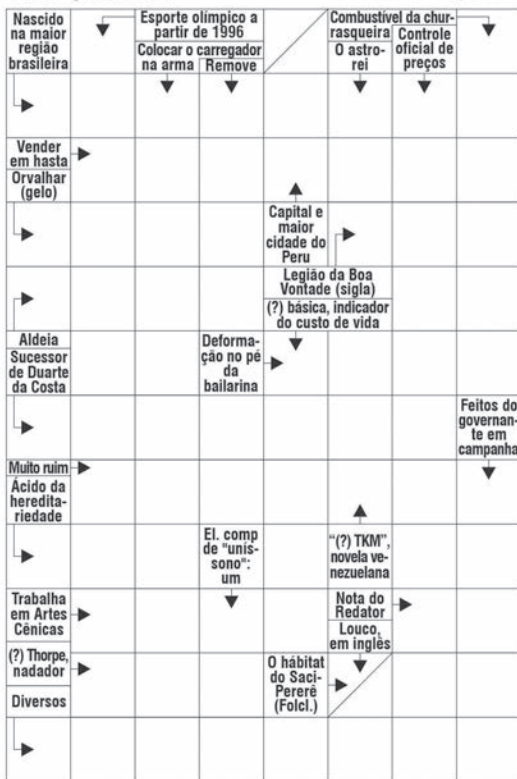 Nascido
na maior
região
brasileira
Esporte olímpico a
partir de 1996
Colocar o carregador
na arma
Remove
Combustível da chur-
rasqueira
O astro-
rei
Controle
oficial de
preços
Vender
em hasta
Orvalhar
(gelo)
Capital e
maior
cidade do
Peru
Legião da Boa
Vontade (sigla)
(?) básica, indicador
do custo de vida
Aldeia
Sucessor
de Duarte
da Costa
Deforma-
ção no pé
da
bailarina
Feitos do
governan-
te em
campanha
Muito ruim
Ácido da
heredita-
riedade
El. comp
de "unís-
sono":
um
"(?) TKM",
novela ve-
nezuelana
Trabalha
em Artes
Cênicas
Nota do
Redator
Louco,
em inglês
(?) Thorpe,
nadador
Diversos
O hábitat
do Saci-
Pererê
(Folcl.)